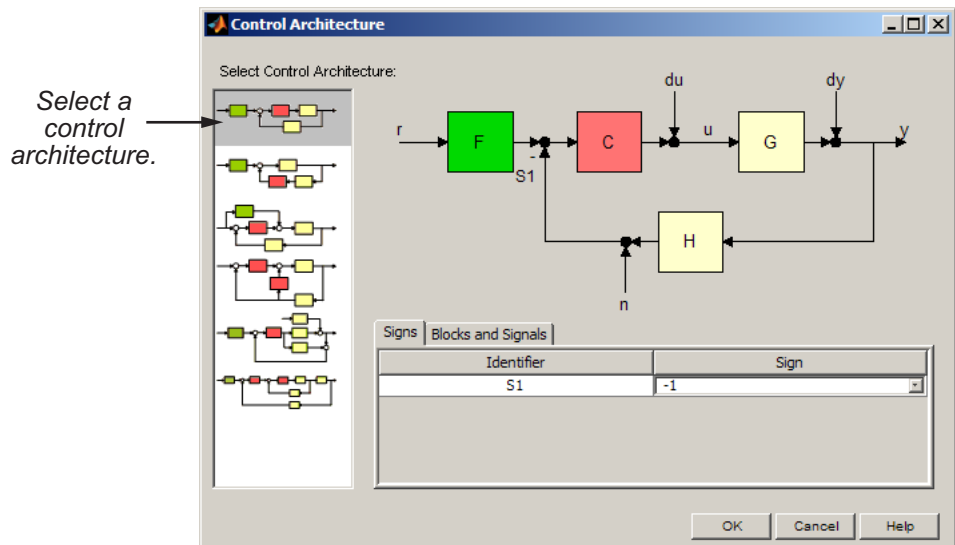 Control Architecture
Select Control Architecture:
Select a
control
architecture.
du
dy
r
F
C
u
G
y
-
S1
H
n
Signs
Blocks and Signals
Identifier
Sign
S1
-1
OK
Cancel
Help